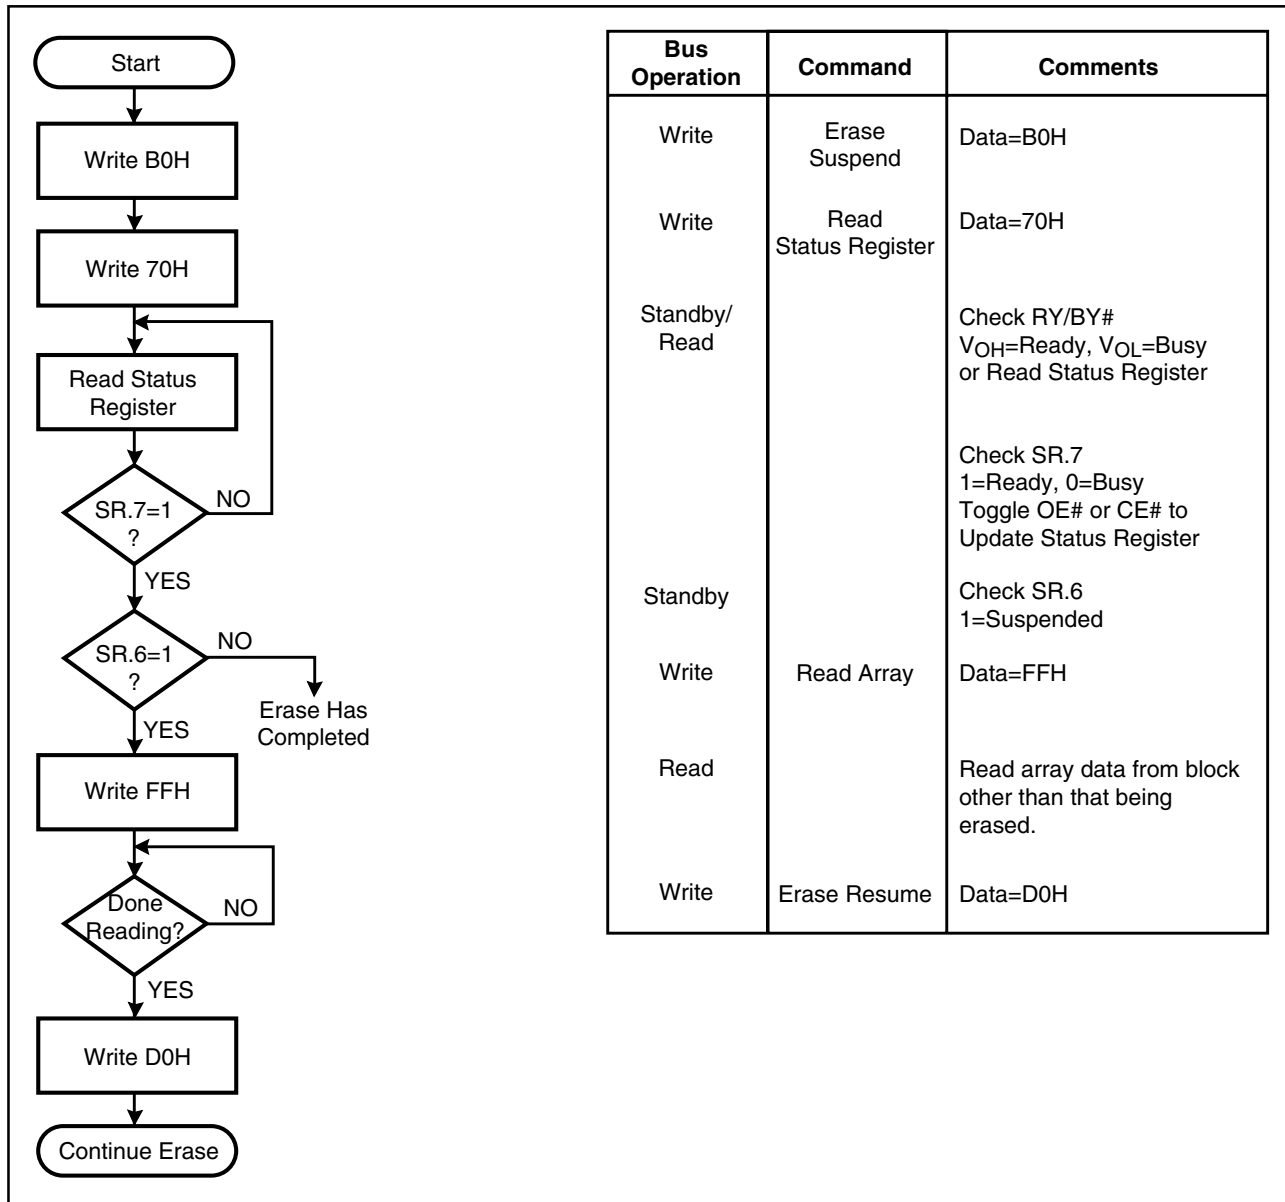 Start
Write B0H
Write 70H
Read Status
Register
SR.7=1
?
NO
YES
SR.6=1
?
NO
Erase Has
Completed
YES
Write FFH
Done
Reading?
NO
YES
Write D0H
Continue Erase
Bus
Operation
Command
Comments
Write
Erase
Suspend
Data=B0H
Write
Read
Status Register
Data=70H
Standby/
Read
Check RY/BY#
VOH=Ready, VOL=Busy
or Read Status Register
Check SR.7
1=Ready, 0=Busy
Toggle OE# or CE# to
Update Status Register
Standby
Check SR.6
1=Suspended
Write
Read Array
Data=FFH
Read
Read array data from block
other than that being
erased.
Write
Erase Resume
Data=D0H